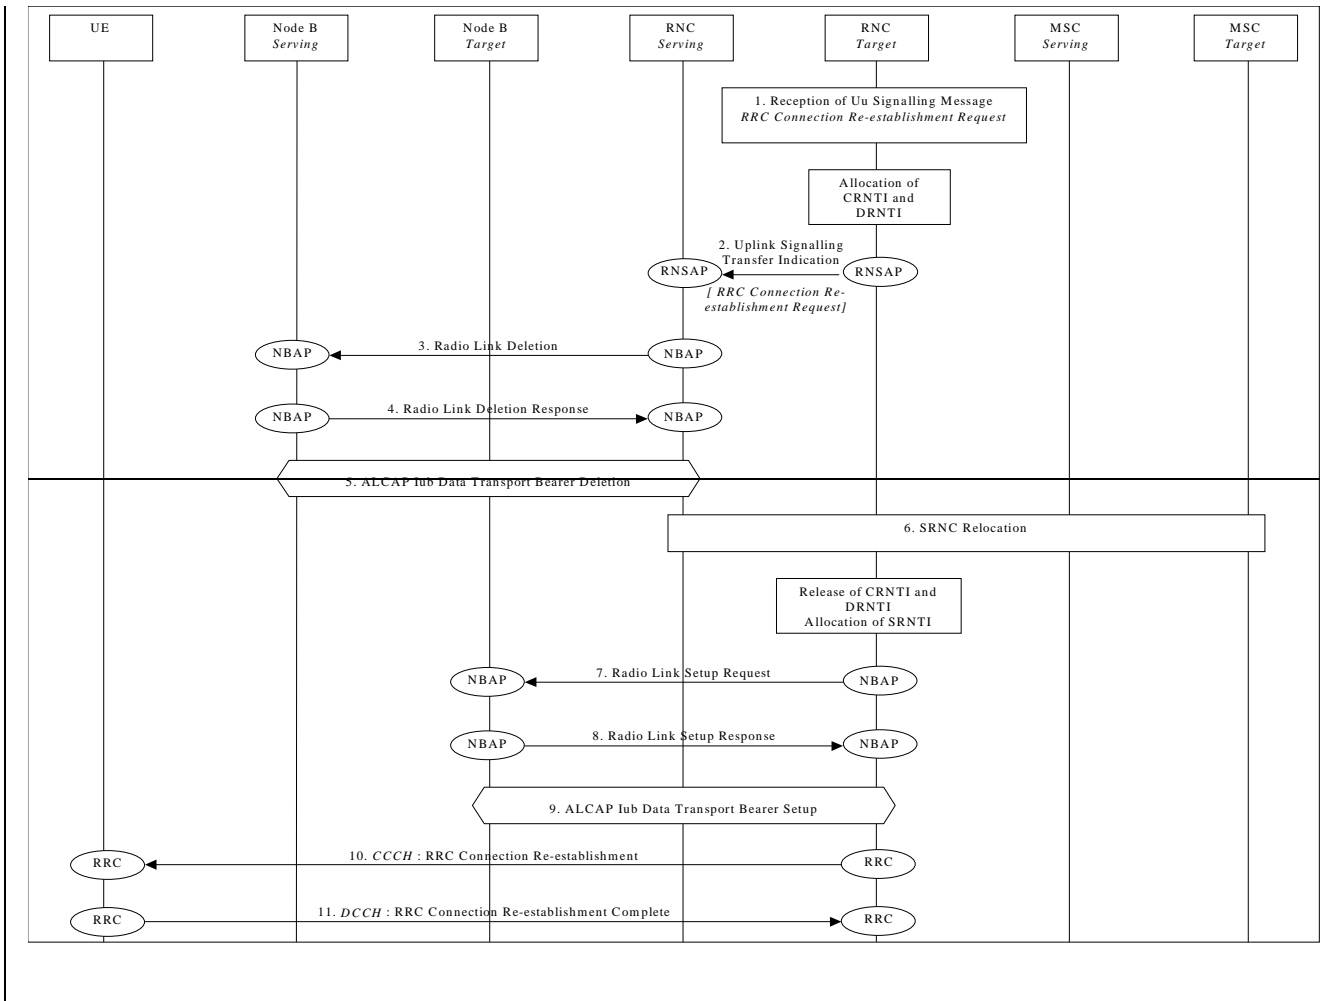 UE
Node B
Serving
Node B
Target
RNC
Serving
RNC
Target
MSC
Serving
MSC
Target
1. Reception of Uu Signalling Message
RRC Connection Re-establishment Request
Allocation of
CRNTI and
DRNTI
2. Uplink Signalling
Transfer Indication
RNSAP
RNSAP
[ RRC Connection Re-
establishment Request]
NBAP
3. Radio Link Deletion
NBAP
NBAP
4. Radio Link Deletion Response
NBAP
5. ALCAP Iub Data Transport Bearer Deletion
6. SRNC Relocation
Release of CRNTI and
DRNTI
Allocation of SRNTI
NBAP
7. Radio Link Setup Request
NBAP
NBAP
8. Radio Link Setup Response
NBAP
9. ALCAP Iub Data Transport Bearer Setup
RRC
10. CCCH : RRC Connection Re-establishment
RRC
RRC
11. DCCH : RRC Connection Re-establishment Complete
RRC